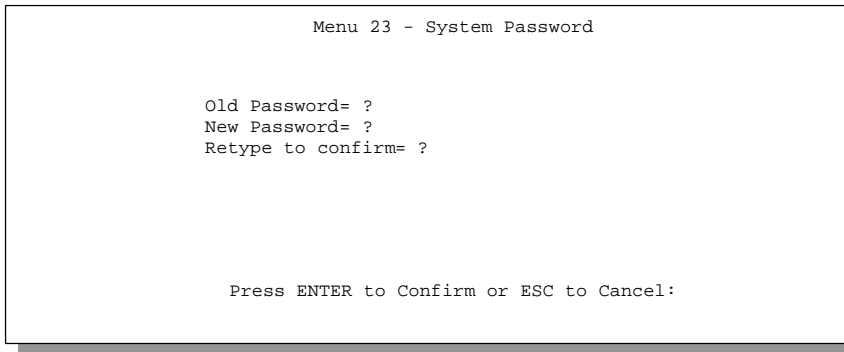 Menu 23 - System Password
Old Password= ?
New Password= ?
Retype to confirm= ?
Press ENTER to Confirm or ESC to Cancel: